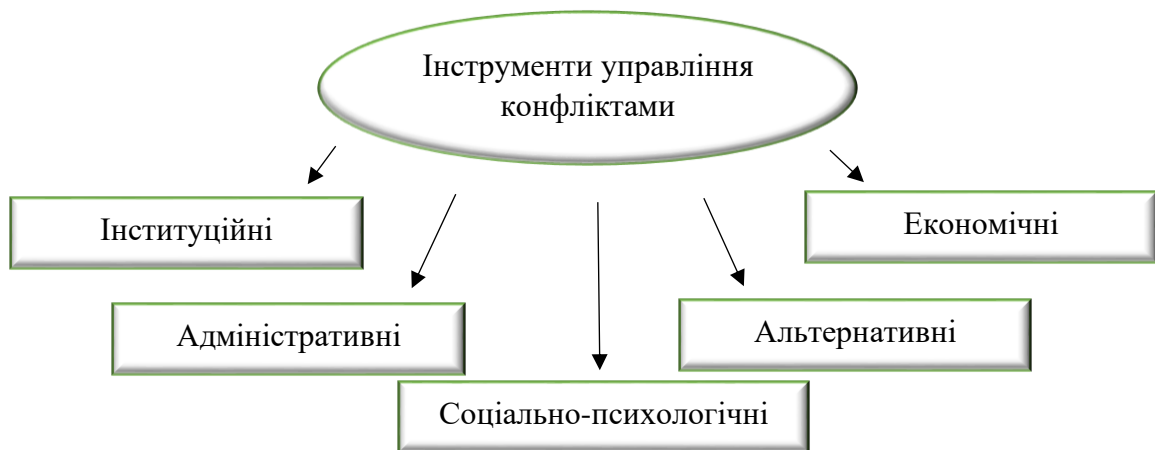 Інструменти управління
конфліктами
Інституційні
Економічні
Адміністративні
Альтернативні
Соціально-психологічні